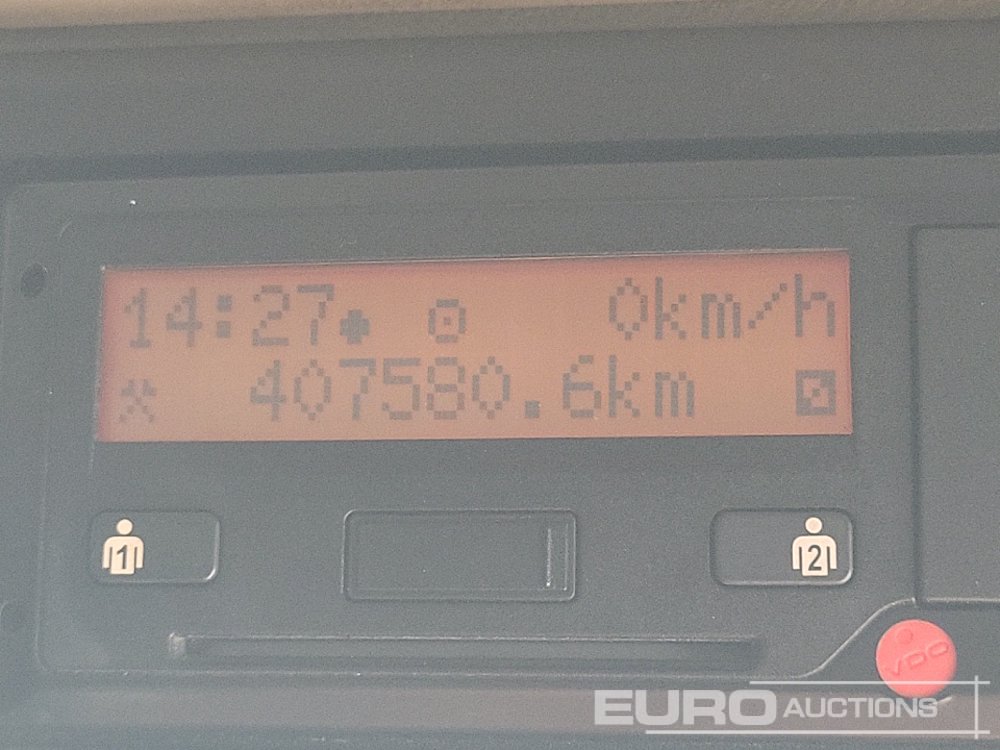 14:27 0km/h
407580.6km
1 2
VDO
EURO AUCTIONS